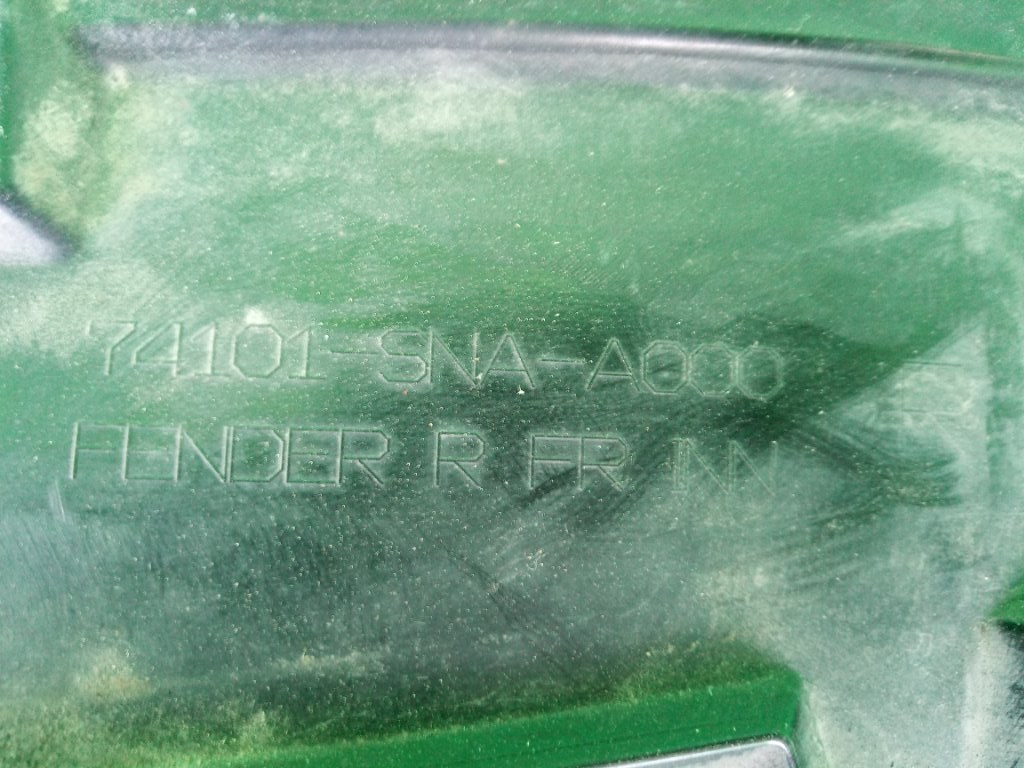 74101-SNA-A000
FENDER R FR INN